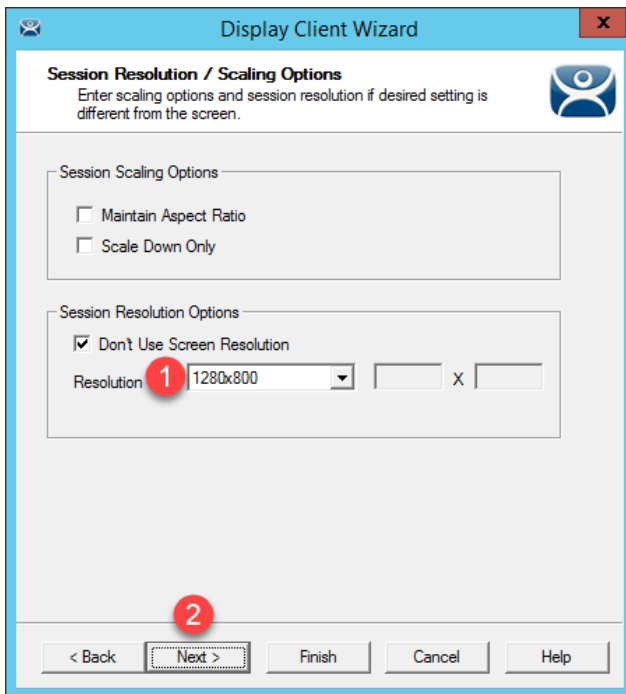 Display Client Wizard
x
Session Resolution / Scaling Options
Enter scaling options and session resolution if desired setting is
different from the screen.
Session Scaling Options
Maintain Aspect Ratio
Scale Down Only
Session Resolution Options
Don't Use Screen Resolution
Resolution 1 1280x800 X
2
< Back Next > Finish Cancel Help